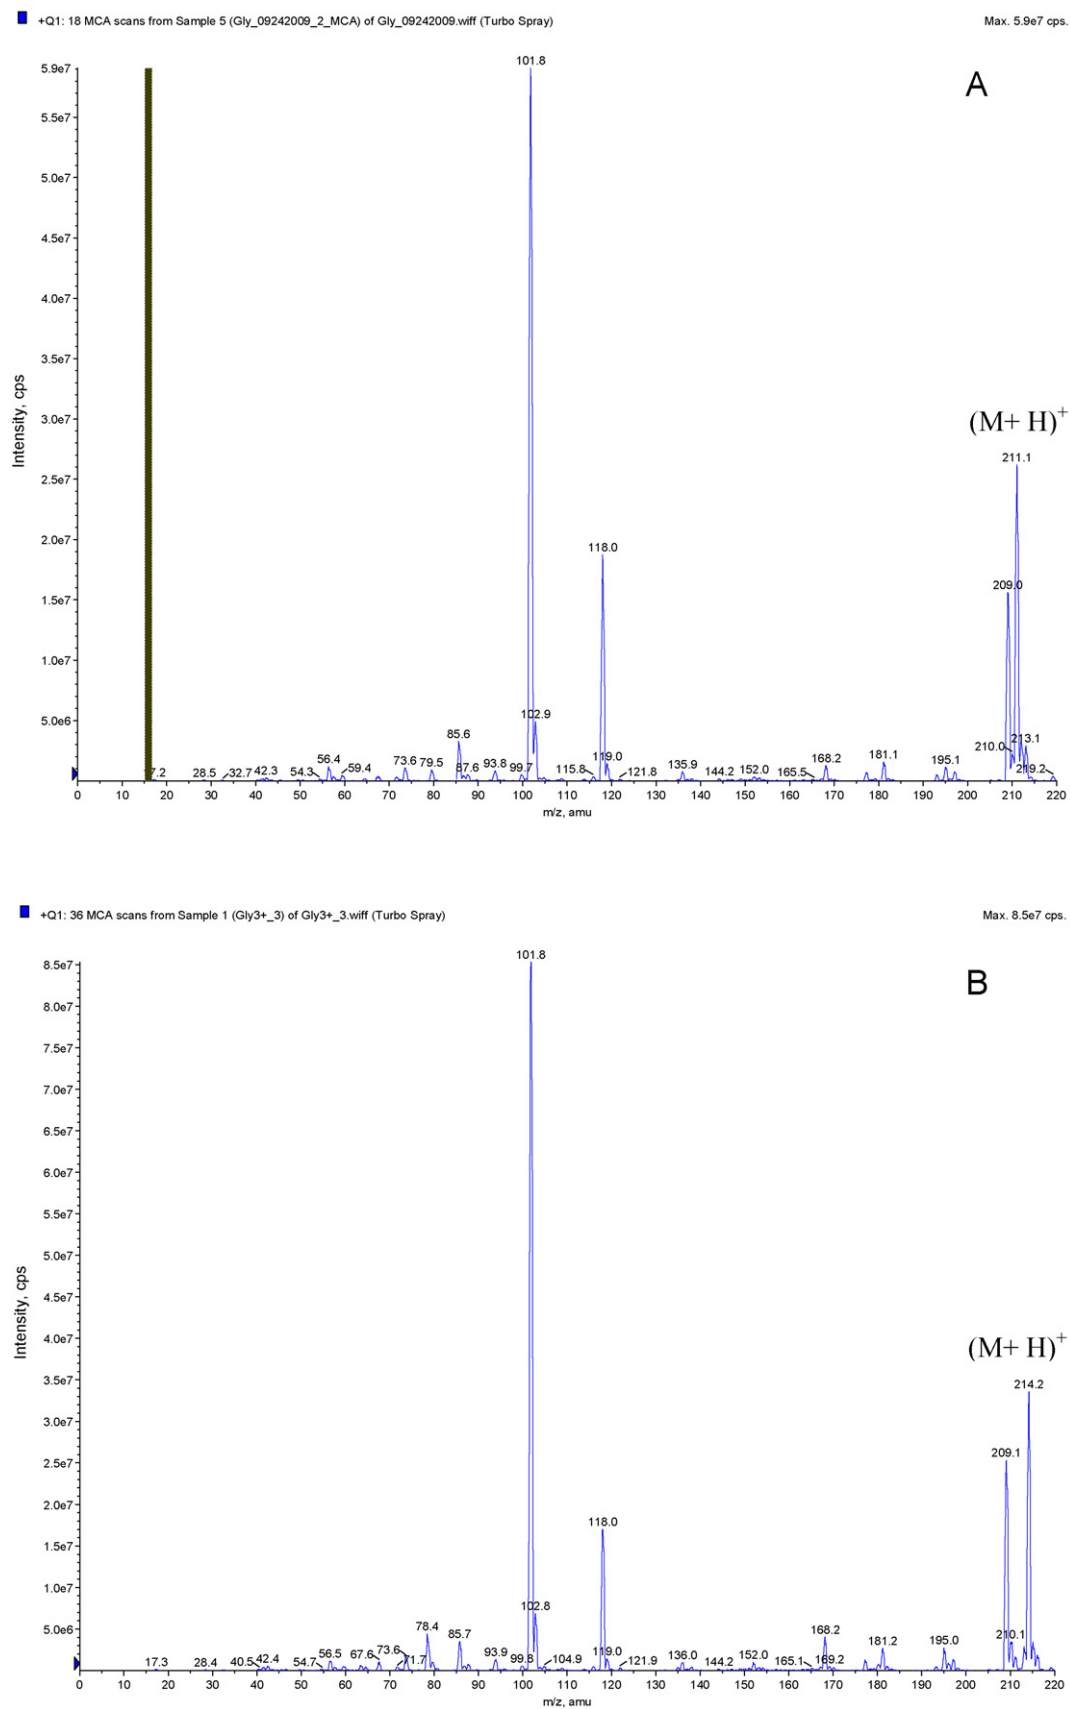 +Q1: 18 MCA scans from Sample 5 (Gly_09242009_2_MCA) of Gly_09242009.wiff (Turbo Spray)
Max. 5.9e7 cps.
A
101.8
5.9e7
5.5e7
5.0e7
4.5e7
4.0e7
3.5e7
3.0e7
2.5e7
2.0e7
1.5e7
1.0e7
5.0e6
Intensity, cps
(M+ H)+
211.1
118.0
209.0
102.9
85.6
210.0
213.1
119.0
7.2
28.5
32.7
42.3
54.3
56.4
59.4
73.6
79.5
87.6
93.8
99.7
115.8
121.8
135.9
144.2
152.0
165.5
168.2
181.1
195.1
219.2
0 10 20 30 40 50 60 70 80 90 100 110 120 130 140 150 160 170 180 190 200 210 220
m/z, amu
+Q1: 36 MCA scans from Sample 1 (Gly3+_3) of Gly3+_3.wiff (Turbo Spray)
Max. 8.5e7 cps.
B
101.8
8.5e7
8.0e7
7.5e7
7.0e7
6.5e7
6.0e7
5.5e7
5.0e7
4.5e7
4.0e7
3.5e7
3.0e7
2.5e7
2.0e7
1.5e7
1.0e7
5.0e6
Intensity, cps
(M+ H)+
214.2
209.1
118.0
102.8
78.4
85.7
168.2
210.1
17.3
28.4
40.5
42.4
54.7
56.5
67.6
73.6
71.7
93.9
99.8
104.9
119.0
121.9
136.0
144.2
152.0
165.1
169.2
181.2
195.0
0 10 20 30 40 50 60 70 80 90 100 110 120 130 140 150 160 170 180 190 200 210 220
m/z, amu